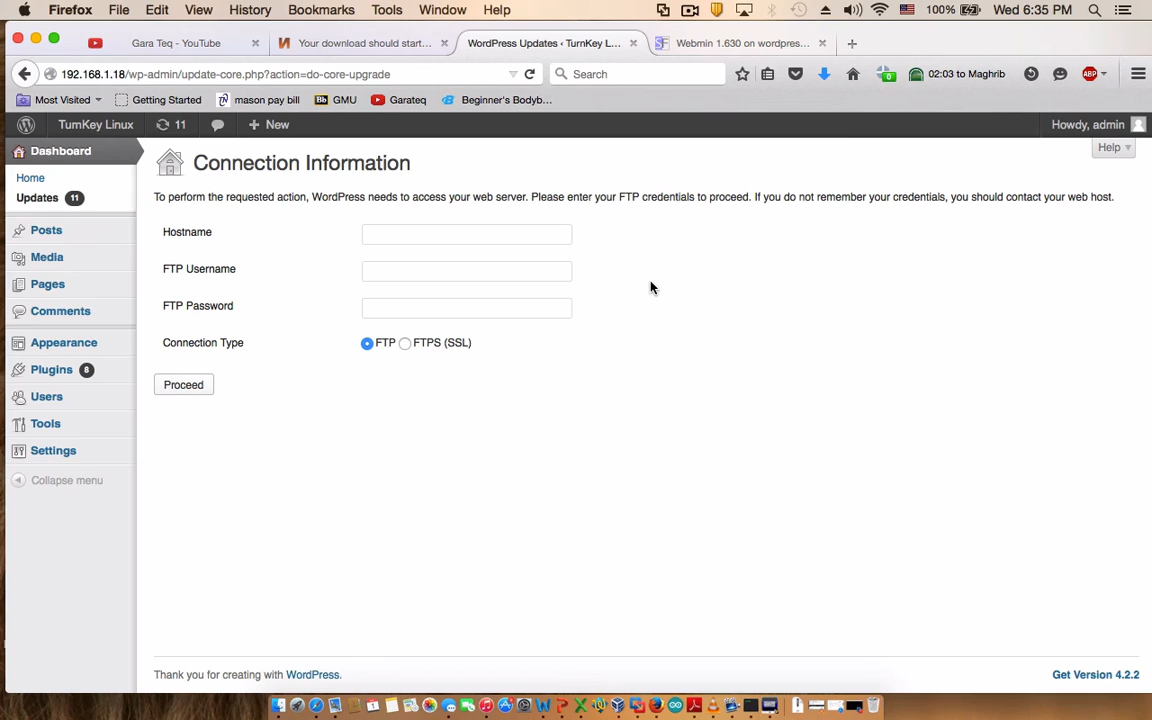 Firefox File Edit View History Bookmarks Tools Window Help 100% Wed 6:35 PM
Gara Teq - YouTube Your download should start... WordPress Updates ‹ TurnKey L... Webmin 1.630 on wordpres...
192.168.1.18/wp-admin/update-core.php?action=do-core-upgrade Search 02:03 to Maghrib ABP
Most Visited Getting Started mason pay bill Bb GMU Garateq Beginner's Bodyb...
TurnKey Linux 11 New Howdy, admin
Dashboard
Home
Updates 11
Posts
Media
Pages
Comments
Appearance
Plugins 8
Users
Tools
Settings
Collapse menu
Help
Connection Information
To perform the requested action, WordPress needs to access your web server. Please enter your FTP credentials to proceed. If you do not remember your credentials, you should contact your web host.
Hostname
FTP Username
FTP Password
Connection Type FTP FTPS (SSL)
Proceed
Thank you for creating with WordPress. Get Version 4.2.2